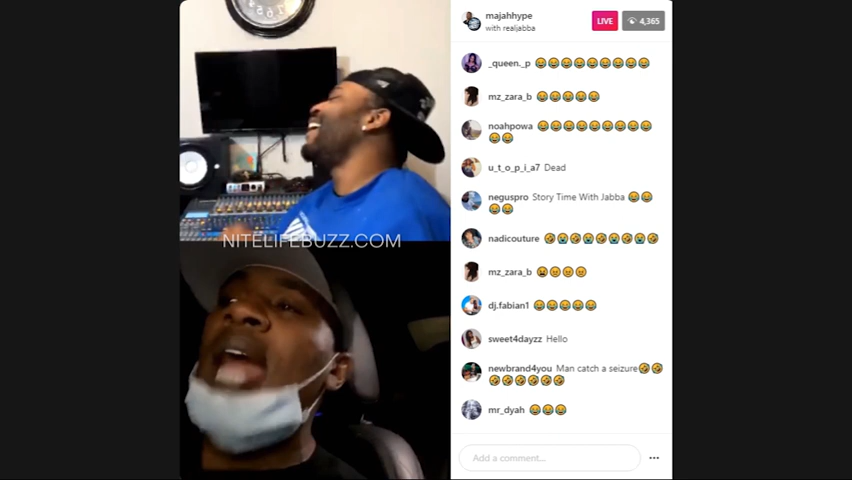 majahhype
with realjabba
LIVE
4,365
_queen._p 😂😂😂😂😂😂😂😂😂
mz_zara_b 😂😂😂😂😂
noahpowa 😂😂😂😂😂😂😂😂😂
😂😂
u_t_o_p_i_a7 Dead
neguspro Story Time With Jabba 😂😂
😂😂
nadicouture 🤣😭🤣😭🤣😭🤣😭🤣
mz_zara_b
dj.fabian1 😂😂😂😂😂
sweet4dayzz Hello
newbrand4you Man catch a seizure🤣🤣
🤣🤣🤣🤣🤣🤣
mr_dyah 😂😂😂
Add a comment...
NITELIFEBUZZ.COM